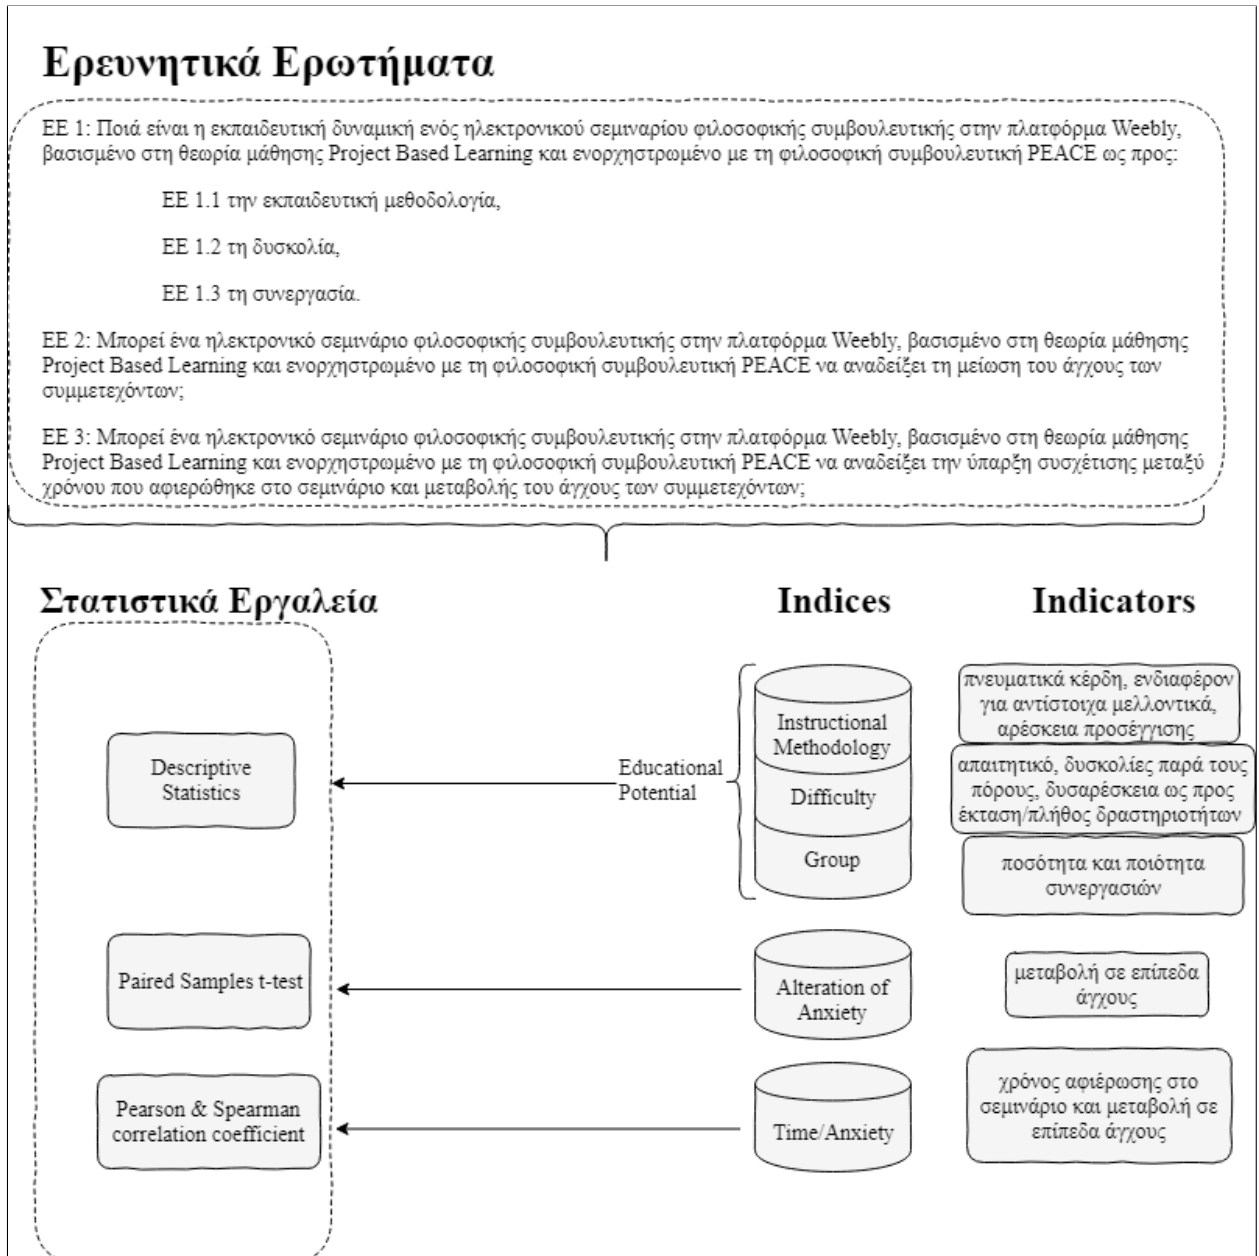 Ερευνητικά Ερωτήματα
ΕΕ 1: Ποιά είναι η εκπαιδευτική δυναμική ενός ηλεκτρονικού σεμιναρίου φιλοσοφικής συμβουλευτικής στην πλατφόρμα Weebly,
βασισμένο στη θεωρία μάθησης Project Based Learning και ενορχηστρωμένο με τη φιλοσοφική συμβουλευτική PEACE ως προς:
ΕΕ 1.1 την εκπαιδευτική μεθοδολογία,
ΕΕ 1.2 τη δυσκολία,
ΕΕ 1.3 τη συνεργασία.
ΕΕ 2: Μπορεί ένα ηλεκτρονικό σεμινάριο φιλοσοφικής συμβουλευτικής στην πλατφόρμα Weebly, βασισμένο στη θεωρία μάθησης
Project Based Learning και ενορχηστρωμένο με τη φιλοσοφική συμβουλευτική PEACE να αναδείξει τη μείωση του άγχους των
συμμετεχόντων;
ΕΕ 3: Μπορεί ένα ηλεκτρονικό σεμινάριο φιλοσοφικής συμβουλευτικής στην πλατφόρμα Weebly, βασισμένο στη θεωρία μάθησης
Project Based Learning και ενορχηστρωμένο με τη φιλοσοφική συμβουλευτική PEACE να αναδείξει την ύπαρξη συσχέτισης μεταξύ
χρόνου που αφιερώθηκε στο σεμινάριο και μεταβολής του άγχους των συμμετεχόντων;
Στατιστικά Εργαλεία
Indices
Indicators
Descriptive
Statistics
Educational
Potential
Instructional
Methodology
πνευματικά κέρδη, ενδιαφέρον
για αντίστοιχα μελλοντικά,
αρέσκεια προσέγγισης
Difficulty
απαιτητικό, δυσκολίες παρά τους
πόρους, δυσαρέσκεια ως προς
έκταση/πλήθος δραστηριοτήτων
Group
ποσότητα και ποιότητα
συνεργασιών
Paired Samples t-test
Alteration of
Anxiety
μεταβολή σε επίπεδα
άγχους
Pearson & Spearman
correlation coefficient
Time/Anxiety
χρόνος αφιέρωσης στο
σεμινάριο και μεταβολή σε
επίπεδα άγχους